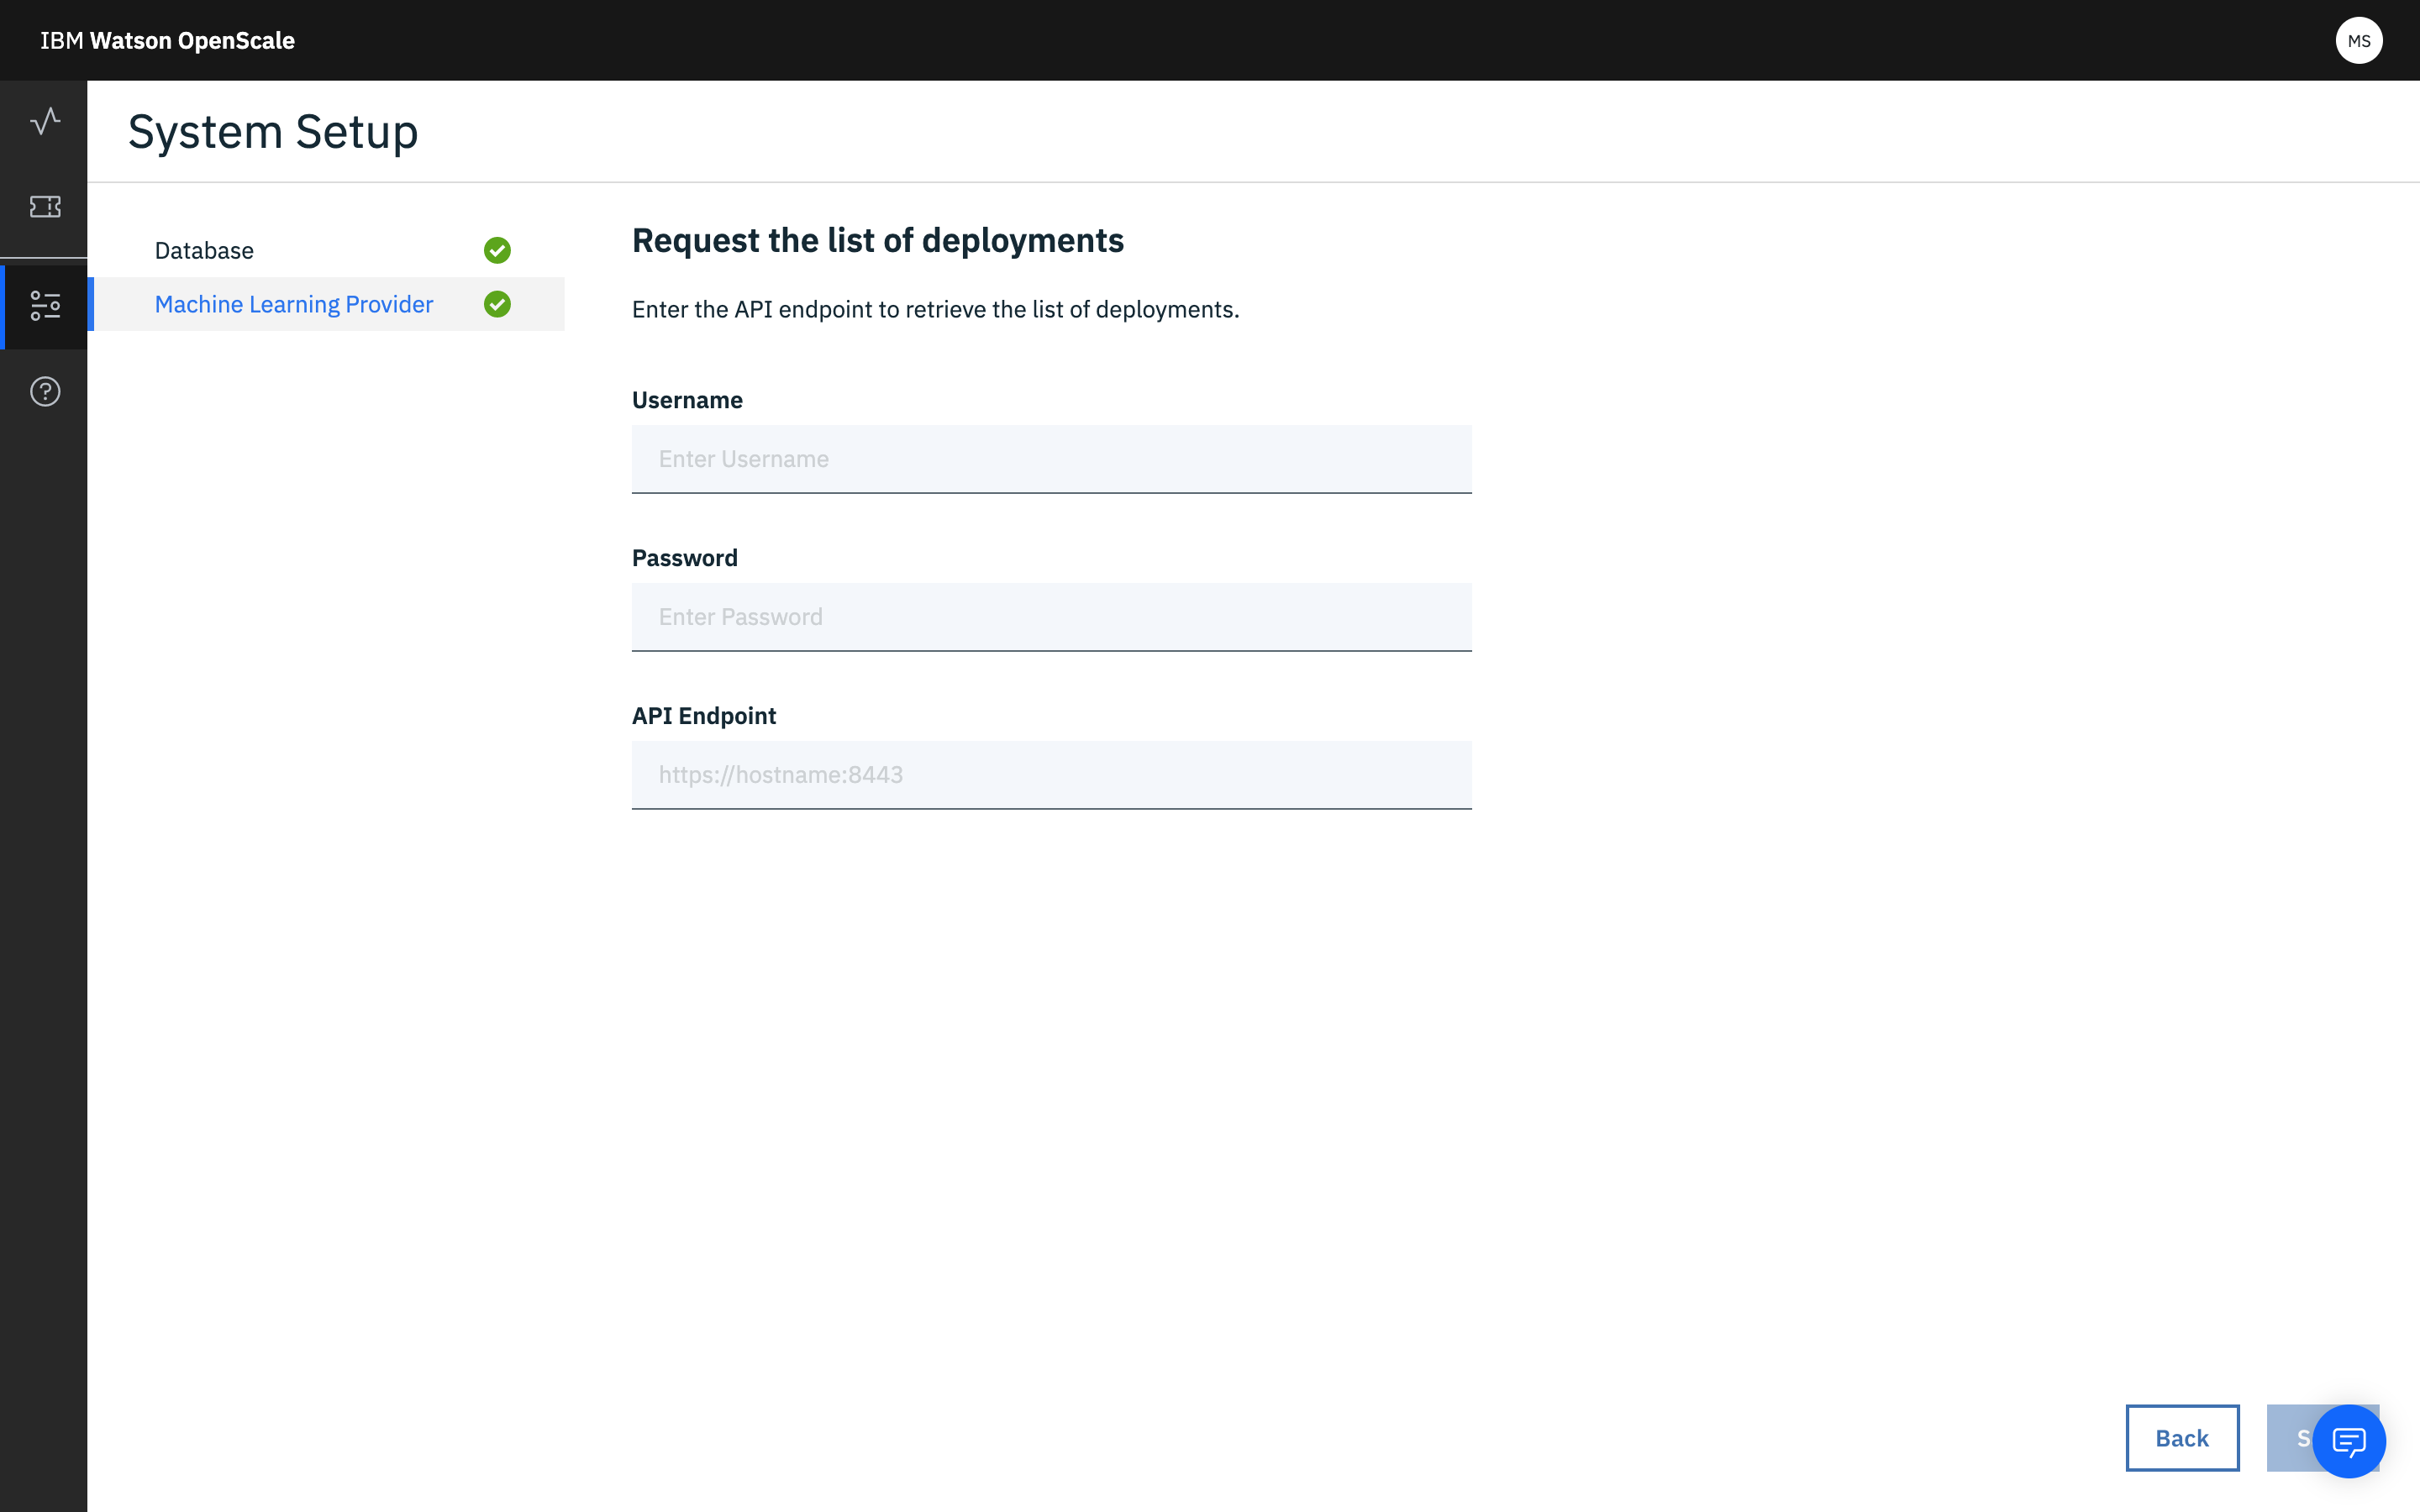 IBM Watson OpenScale
MS
System Setup
Database
Machine Learning Provider
Request the list of deployments
Enter the API endpoint to retrieve the list of deployments.
Username
Enter Username
Password
Enter Password
API Endpoint
https://hostname:8443
Back